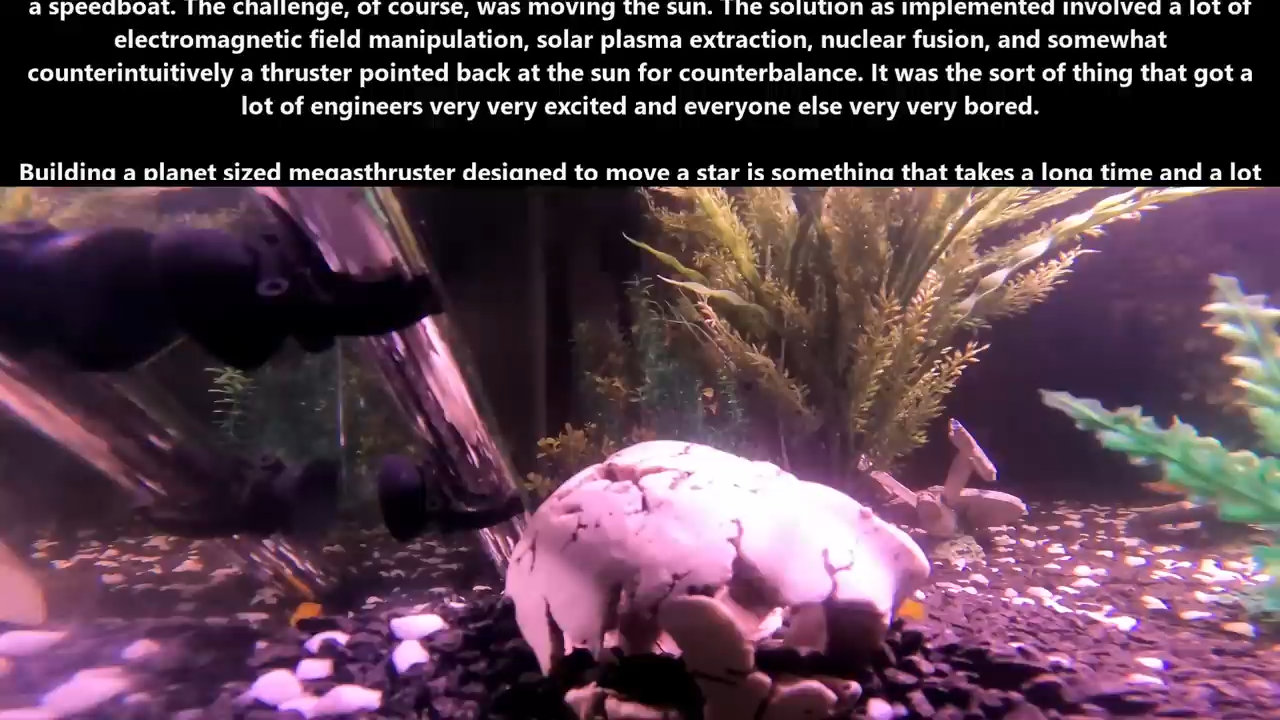 a speedboat. The challenge, of course, was moving the sun. The solution as implemented involved a lot of
electromagnetic field manipulation, solar plasma extraction, nuclear fusion, and somewhat
counterintuitively a thruster pointed back at the sun for counterbalance. It was the sort of thing that got a
lot of engineers very very excited and everyone else very very bored.
Building a planet sized megasthruster designed to move a star is something that takes a long time and a lot